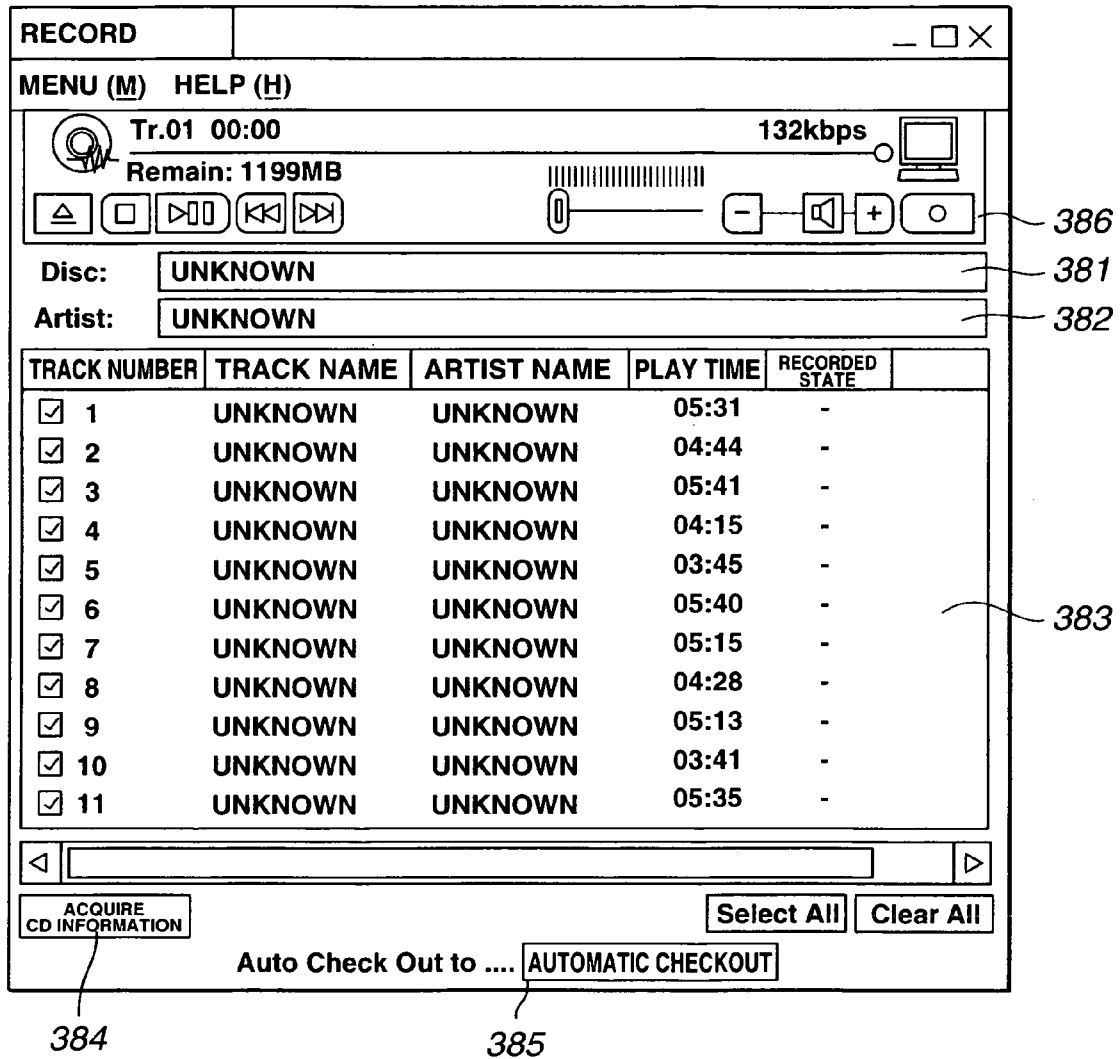 RECORD
MENU (M) HELP (H)
Tr.01 00:00 132kbps
Remain: 1199MB
386
Disc: UNKNOWN 381
Artist: UNKNOWN 382
TRACK NUMBER TRACK NAME ARTIST NAME PLAY TIME RECORDED STATE
1 UNKNOWN UNKNOWN 05:31 -
2 UNKNOWN UNKNOWN 04:44 -
3 UNKNOWN UNKNOWN 05:41 -
4 UNKNOWN UNKNOWN 04:15 -
5 UNKNOWN UNKNOWN 03:45 -
6 UNKNOWN UNKNOWN 05:40 - 383
7 UNKNOWN UNKNOWN 05:15 -
8 UNKNOWN UNKNOWN 04:28 -
9 UNKNOWN UNKNOWN 05:13 -
10 UNKNOWN UNKNOWN 03:41 -
11 UNKNOWN UNKNOWN 05:35 -
ACQUIRE
CD INFORMATION
Select All Clear All
Auto Check Out to .... AUTOMATIC CHECKOUT
384 385